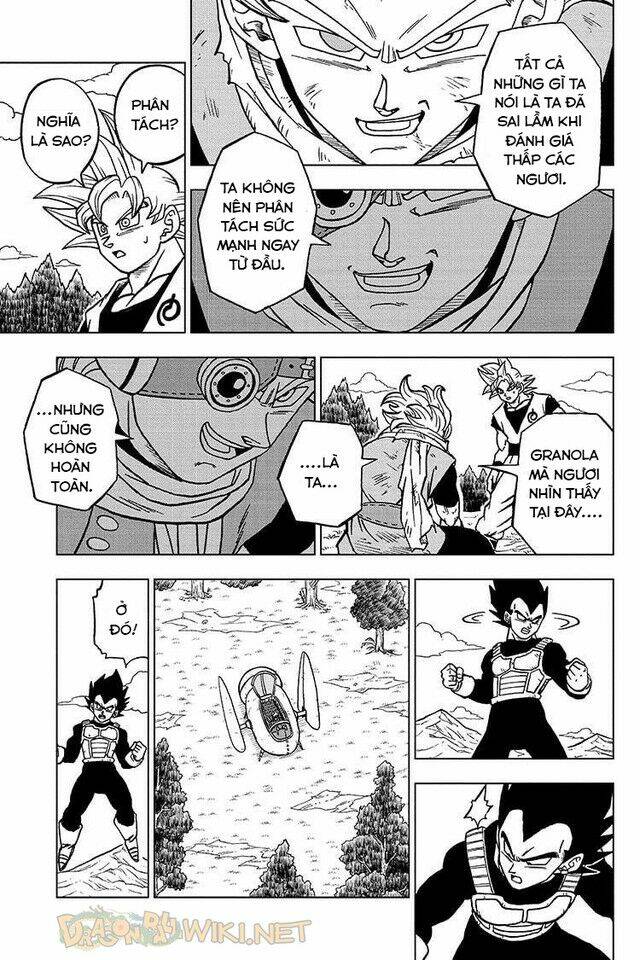 TẤT CẢ
NHỮNG GÌ TA
NÓI LÀ TA ĐÃ
SAI LẦM KHI
ĐÁNH GIÁ
THẤP CÁC
NGƯƠI.
TA KHÔNG
NÊN PHÂN
TÁCH SỨC
MẠNH NGAY
TỪ ĐẦU.
PHÂN
TÁCH?
NGHĨA
LÀ SAO?
GRANOLA
MÀ NGƯƠI
NHÌN THẤY
TẠI ĐÂY....
....LÀ
TA...
...NHƯNG
CŨNG
KHÔNG
HOÀN
TOÀN.
Ở
ĐÓ!
DRAGONBALLWIKI.NET